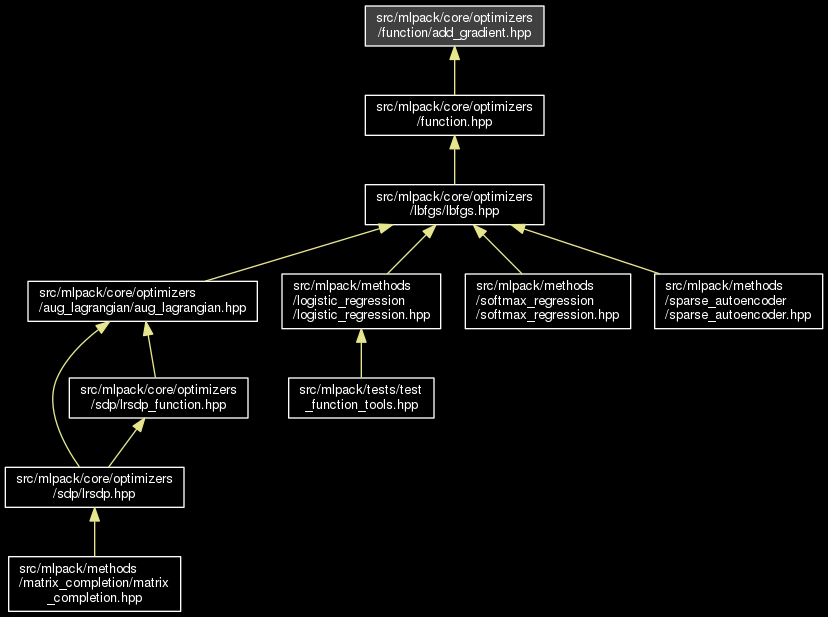 src/mlpack/core/optimizers
/function/add_gradient.hpp
src/mlpack/core/optimizers
/function.hpp
src/mlpack/core/optimizers
/lbfgs/lbfgs.hpp
src/mlpack/core/optimizers
/aug_lagrangian/aug_lagrangian.hpp
src/mlpack/methods
/logistic_regression
/logistic_regression.hpp
src/mlpack/methods
/softmax_regression
/softmax_regression.hpp
src/mlpack/methods
/sparse_autoencoder
/sparse_autoencoder.hpp
src/mlpack/core/optimizers
/sdp/lrsdp_function.hpp
src/mlpack/tests/test
_function_tools.hpp
src/mlpack/core/optimizers
/sdp/lrsdp.hpp
src/mlpack/methods
/matrix_completion/matrix
_completion.hpp